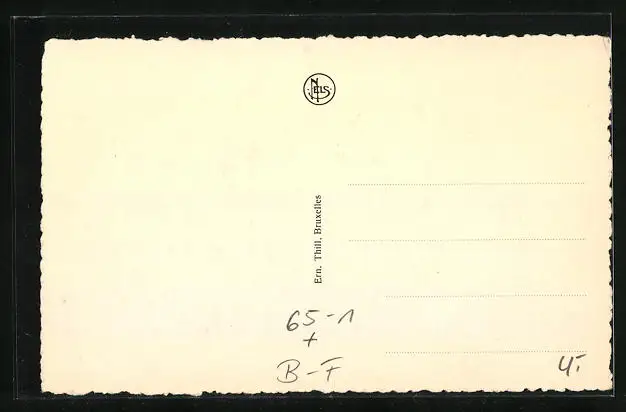 NELS
Ern. Thill, Bruxelles
65-1
+
B-F
4.-